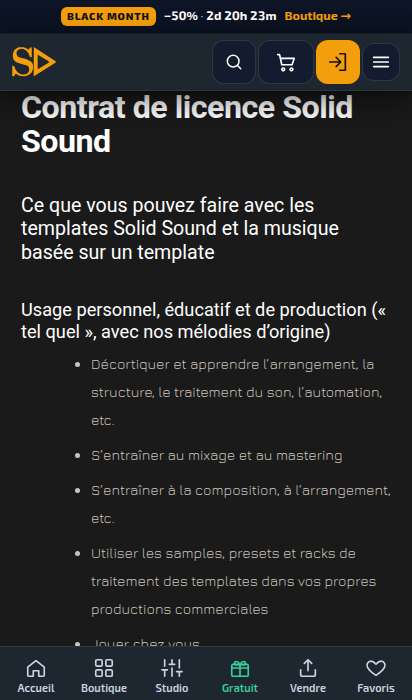 BLACK MONTH −50% · 2d 20h 23m Boutique →
S
Contrat de licence Solid
Sound
Ce que vous pouvez faire avec les
templates Solid Sound et la musique
basée sur un template
Usage personnel, éducatif et de production («
tel quel », avec nos mélodies d’origine)
Décortiquer et apprendre l’arrangement, la
structure, le traitement du son, l’automation,
etc.
S’entraîner au mixage et au mastering
S’entraîner à la composition, à l’arrangement,
etc.
Utiliser les samples, presets et racks de
traitement des templates dans vos propres
productions commerciales
Jouer chez vous
Accueil Boutique Studio Gratuit Vendre Favoris